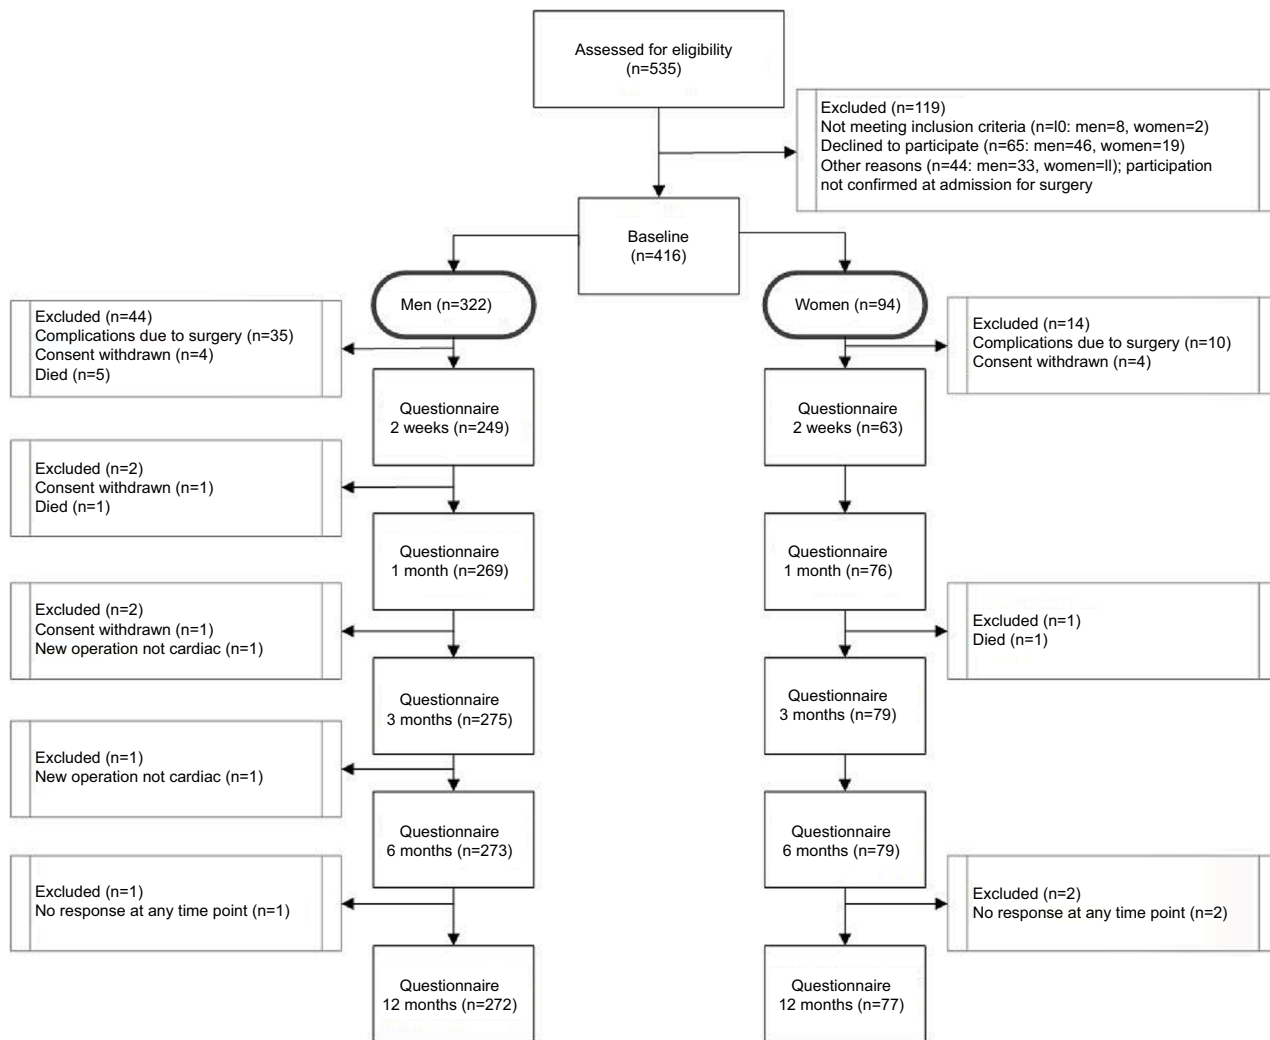 Assessed for eligibility
(n=535)
Excluded (n=119)
Not meeting inclusion criteria (n=l0: men=8, women=2)
Declined to participate (n=65: men=46, women=19)
Other reasons (n=44: men=33, women=ll); participation
not confirmed at admission for surgery
Baseline
(n=416)
Men (n=322)
Women (n=94)
Excluded (n=44)
Complications due to surgery (n=35)
Consent withdrawn (n=4)
Died (n=5)
Excluded (n=14)
Complications due to surgery (n=10)
Consent withdrawn (n=4)
Questionnaire
2 weeks (n=249)
Questionnaire
2 weeks (n=63)
Excluded (n=2)
Consent withdrawn (n=1)
Died (n=1)
Questionnaire
1 month (n=269)
Questionnaire
1 month (n=76)
Excluded (n=2)
Consent withdrawn (n=1)
New operation not cardiac (n=1)
Excluded (n=1)
Died (n=1)
Questionnaire
3 months (n=275)
Questionnaire
3 months (n=79)
Excluded (n=1)
New operation not cardiac (n=1)
Questionnaire
6 months (n=273)
Questionnaire
6 months (n=79)
Excluded (n=1)
No response at any time point (n=1)
Excluded (n=2)
No response at any time point (n=2)
Questionnaire
12 months (n=272)
Questionnaire
12 months (n=77)